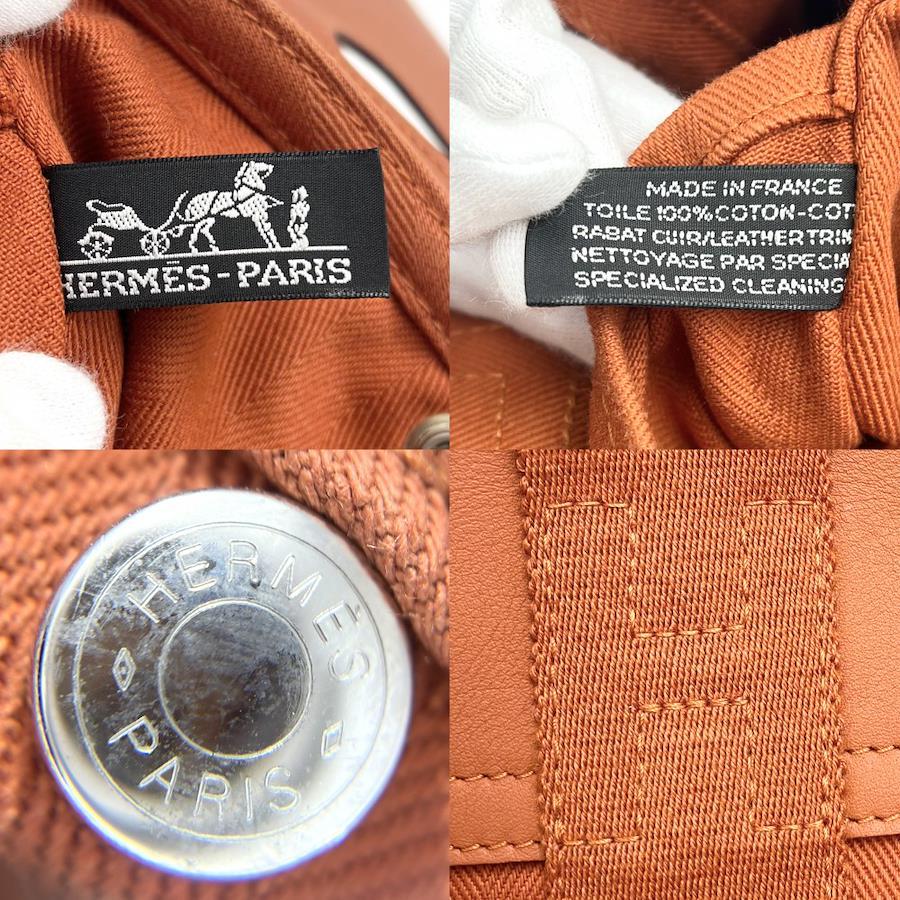 HERMÈS-PARIS
MADE IN FRANCE
TOILE 100%COTON-COT
RABAT CUIR/LEATHER TRIM
NETTOYAGE PAR SPECIA
SPECIALIZED CLEANING
HERMÈS
PARIS